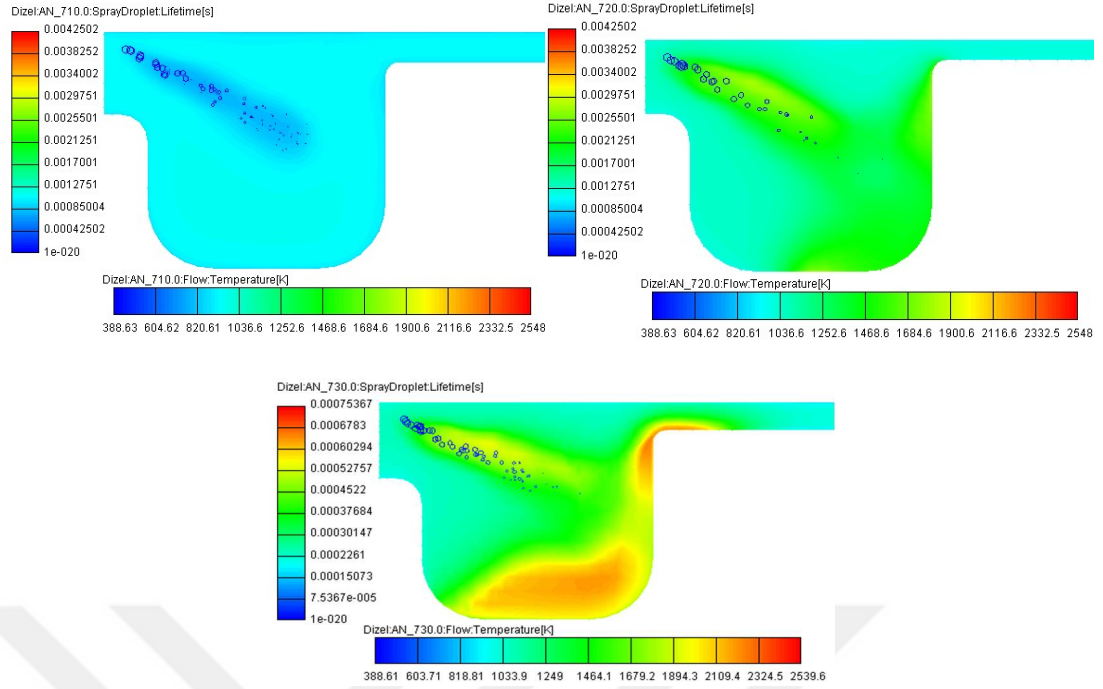 Dizel:AN_710.0:SprayDroplet:Lifetime[s]
0.0042502
0.0038252
0.0034002
0.0029751
0.0025501
0.0021251
0.0017001
0.0012751
0.00085004
0.00042502
1e-020
Dizel:AN_710.0:Flow:Temperature[K]
388.63 604.62 820.61 1036.6 1252.6 1468.6 1684.6 1900.6 2116.6 2332.5 2548
Dizel:AN_720.0:SprayDroplet:Lifetime[s]
0.0042502
0.0038252
0.0034002
0.0029751
0.0025501
0.0021251
0.0017001
0.0012751
0.00085004
0.00042502
1e-020
Dizel:AN_720.0:Flow:Temperature[K]
388.63 604.62 820.61 1036.6 1252.6 1468.6 1684.6 1900.6 2116.6 2332.5 2548
Dizel:AN_730.0:SprayDroplet:Lifetime[s]
0.00075367
0.0006783
0.00060294
0.00052757
0.0004522
0.00037684
0.00030147
0.0002261
0.00015073
7.5367e-005
1e-020
Dizel:AN_730.0:Flow:Temperature[K]
388.61 603.71 818.81 1033.9 1249 1464.1 1679.2 1894.3 2109.4 2324.5 2539.6